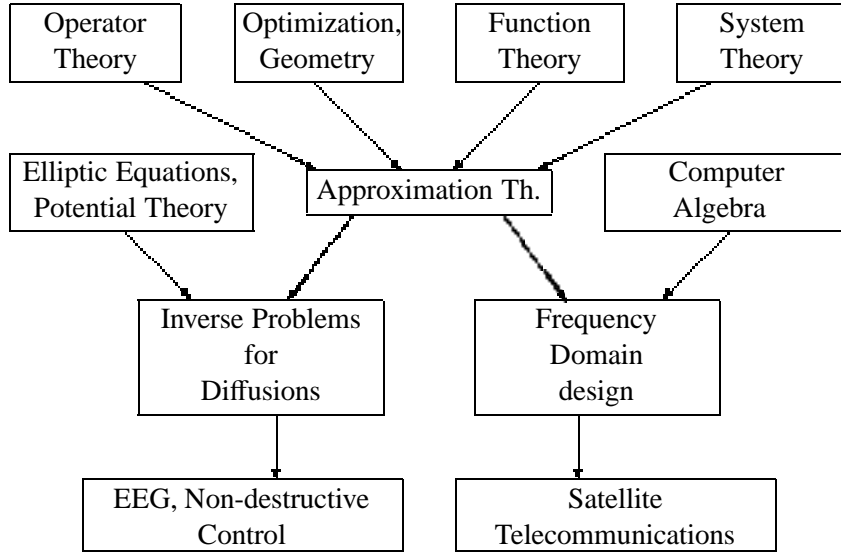 Operator
Theory
Optimization,
Geometry
Function
Theory
System
Theory
Elliptic Equations,
Potential Theory
Approximation Th.
Computer
Algebra
Inverse Problems
for
Diffusions
Frequency
Domain
design
EEG, Non-destructive
Control
Satellite
Telecommunications